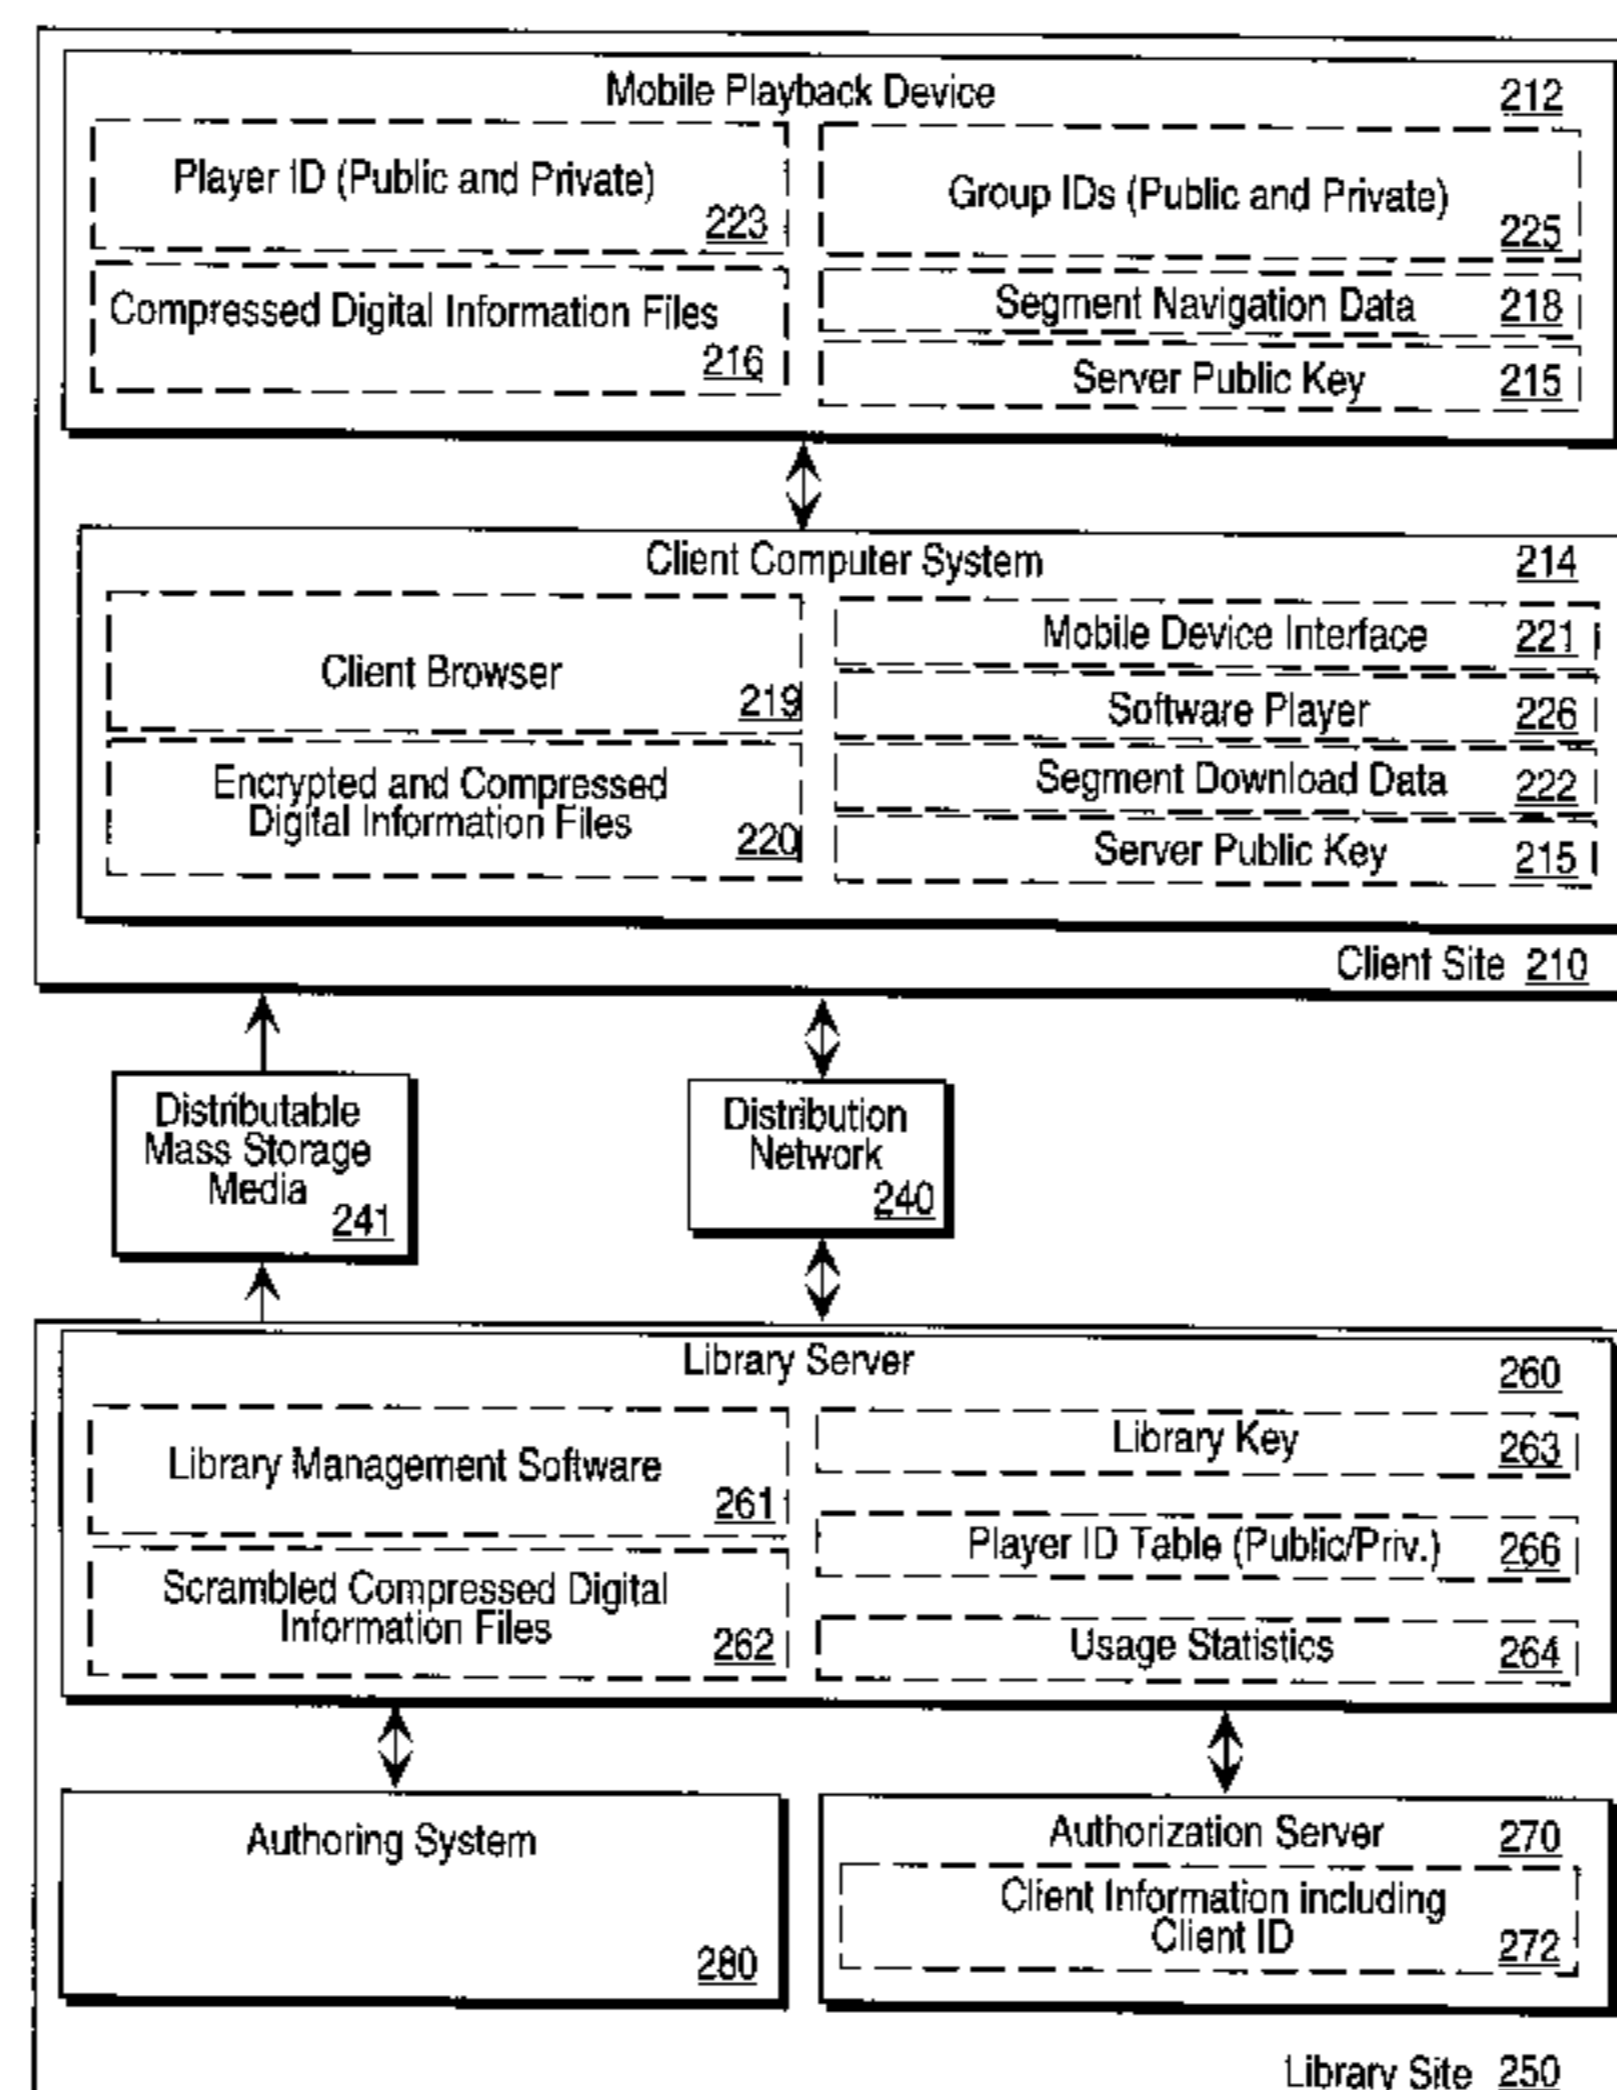 Mobile Playback Device 212
Player ID (Public and Private)
223
Group IDs (Public and Private)
225
Compressed Digital Information Files
216
Segment Navigation Data 218
Server Public Key 215
Client Computer System 214
Client Browser
219
Encrypted and Compressed
Digital Information Files
220
Mobile Device Interface 221
Software Player 226
Segment Download Data 222
Server Public Key 215
Client Site 210
Distributable
Mass Storage
Media
241
Distribution
Network
240
Library Server 260
Library Management Software
261
Scrambled Compressed Digital
Information Files
262
Library Key 263
Player ID Table (Public/Priv.) 266
Usage Statistics 264
Authoring System
280
Authorization Server 270
Client Information including
Client ID
272
Library Site 250